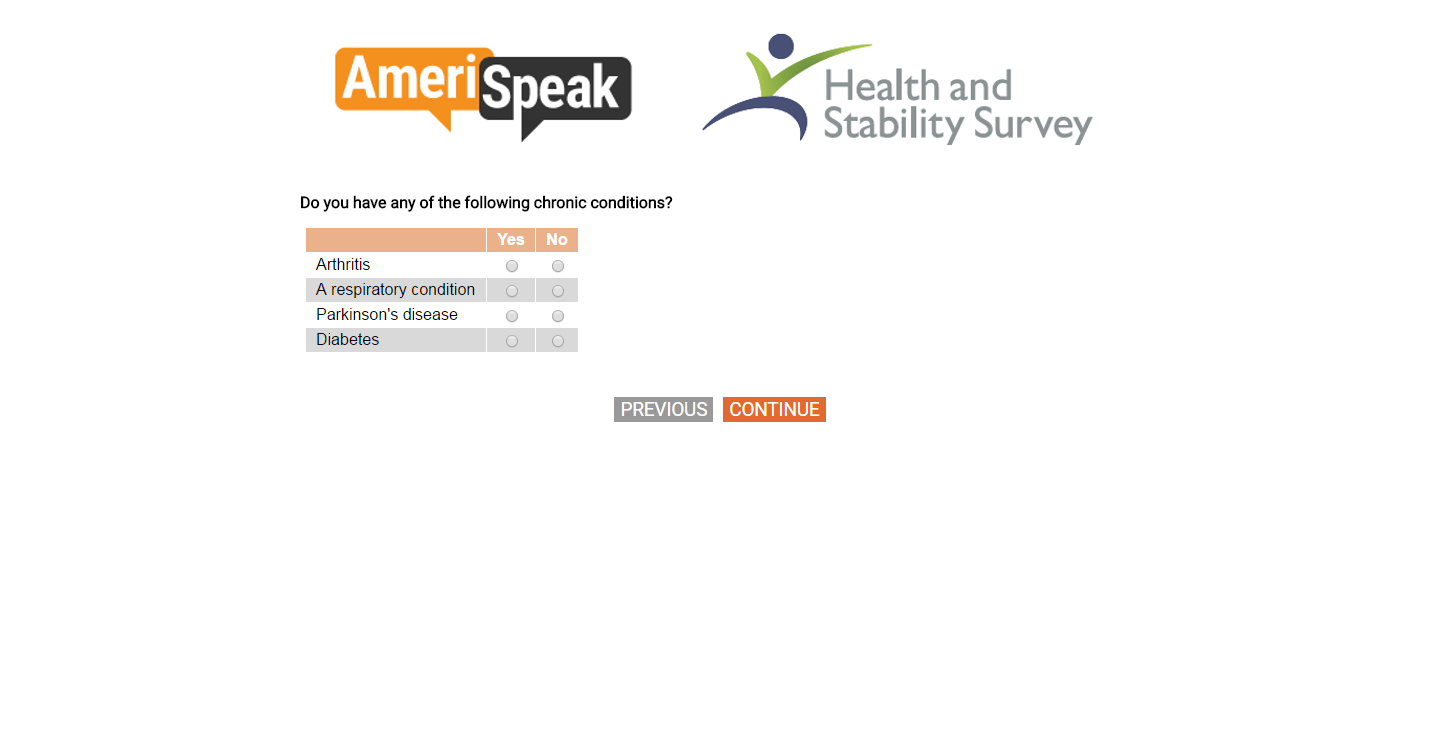 AmeriSpeak
Health and
Stability Survey
Do you have any of the following chronic conditions?
Yes No
Arthritis
A respiratory condition
Parkinson's disease
Diabetes
PREVIOUS CONTINUE